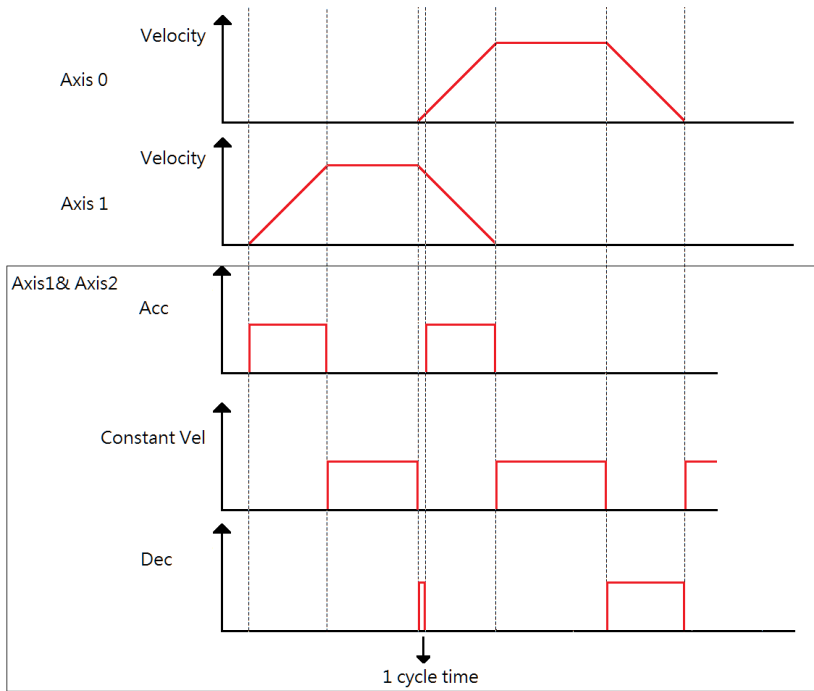 Velocity
Axis 0
Velocity
Axis 1
Axis1& Axis2
Acc
Constant Vel
Dec
1 cycle time